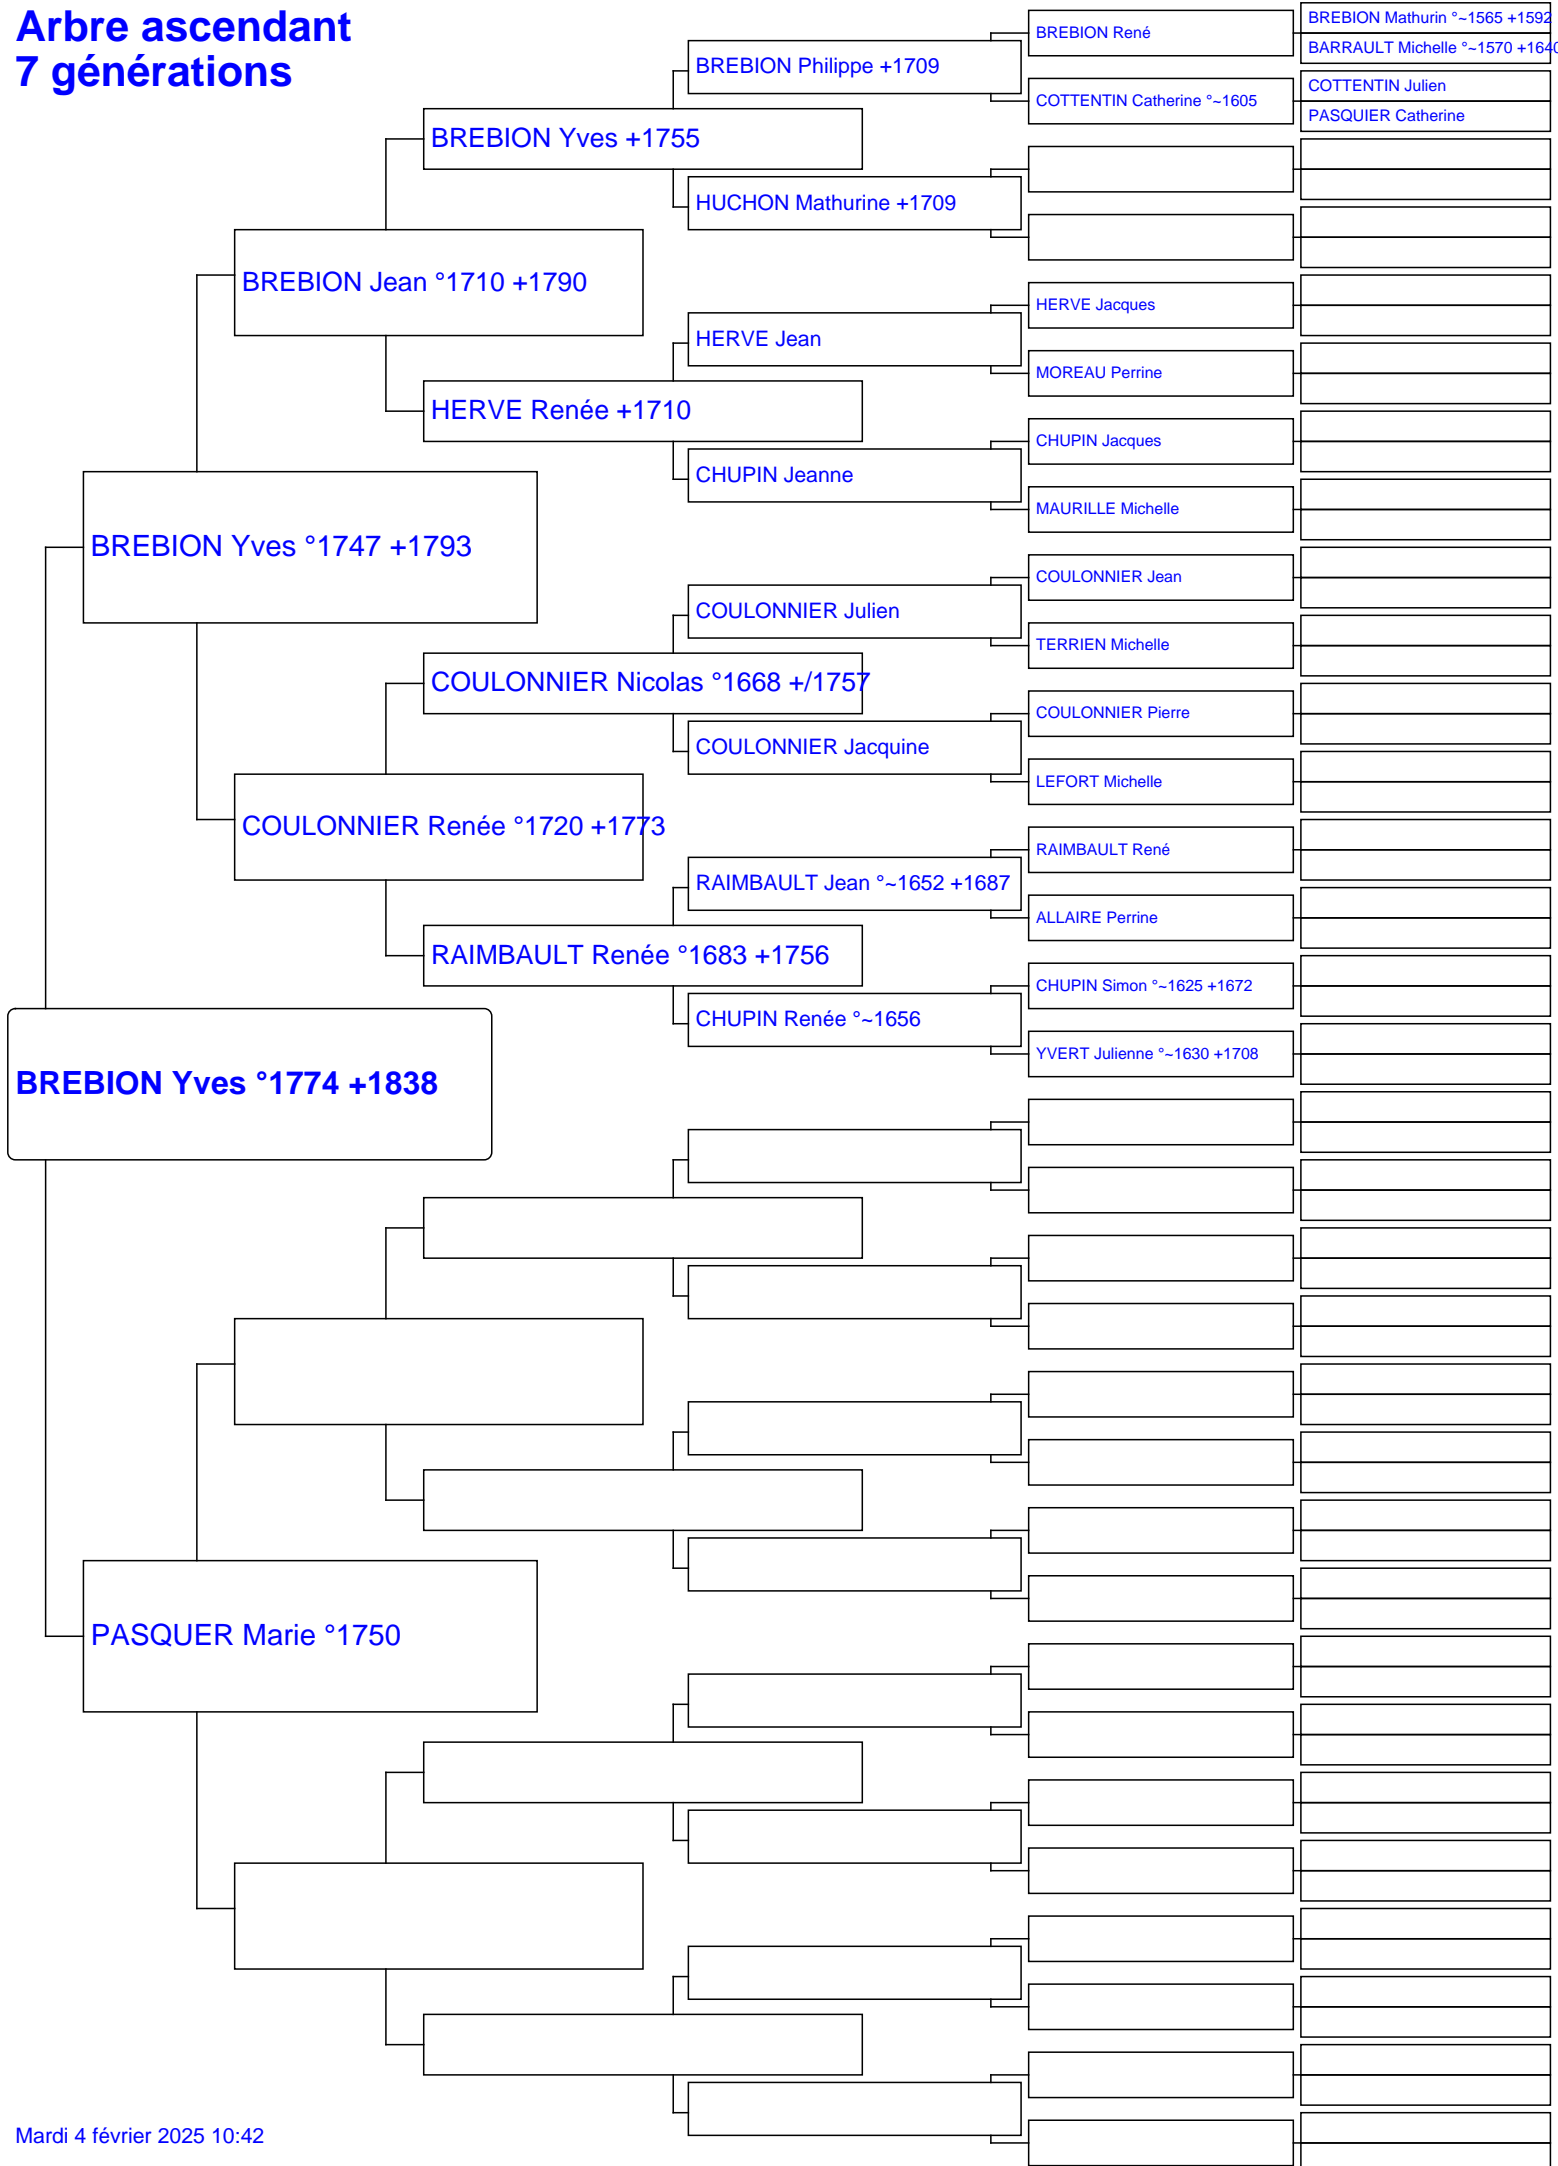 Arbre ascendant
7 générations
BREBION Mathurin °~1565 +1592
BREBION René
BARRAULT Michelle °~1570 +1640
BREBION Philippe +1709
COTTENTIN Julien
COTTENTIN Catherine °~1605
PASQUIER Catherine
BREBION Yves +1755
HUCHON Mathurine +1709
BREBION Jean °1710 +1790
HERVE Jacques
HERVE Jean
MOREAU Perrine
HERVE Renée +1710
CHUPIN Jacques
CHUPIN Jeanne
MAURILLE Michelle
BREBION Yves °1747 +1793
COULONNIER Jean
COULONNIER Julien
TERRIEN Michelle
COULONNIER Nicolas °1668 +/1757
COULONNIER Pierre
COULONNIER Jacquine
LEFORT Michelle
COULONNIER Renée °1720 +1773
RAIMBAULT René
RAIMBAULT Jean °~1652 +1687
ALLAIRE Perrine
RAIMBAULT Renée °1683 +1756
CHUPIN Simon °~1625 +1672
CHUPIN Renée °~1656
YVERT Julienne °~1630 +1708
BREBION Yves °1774 +1838
PASQUER Marie °1750
Mardi 4 février 2025 10:42